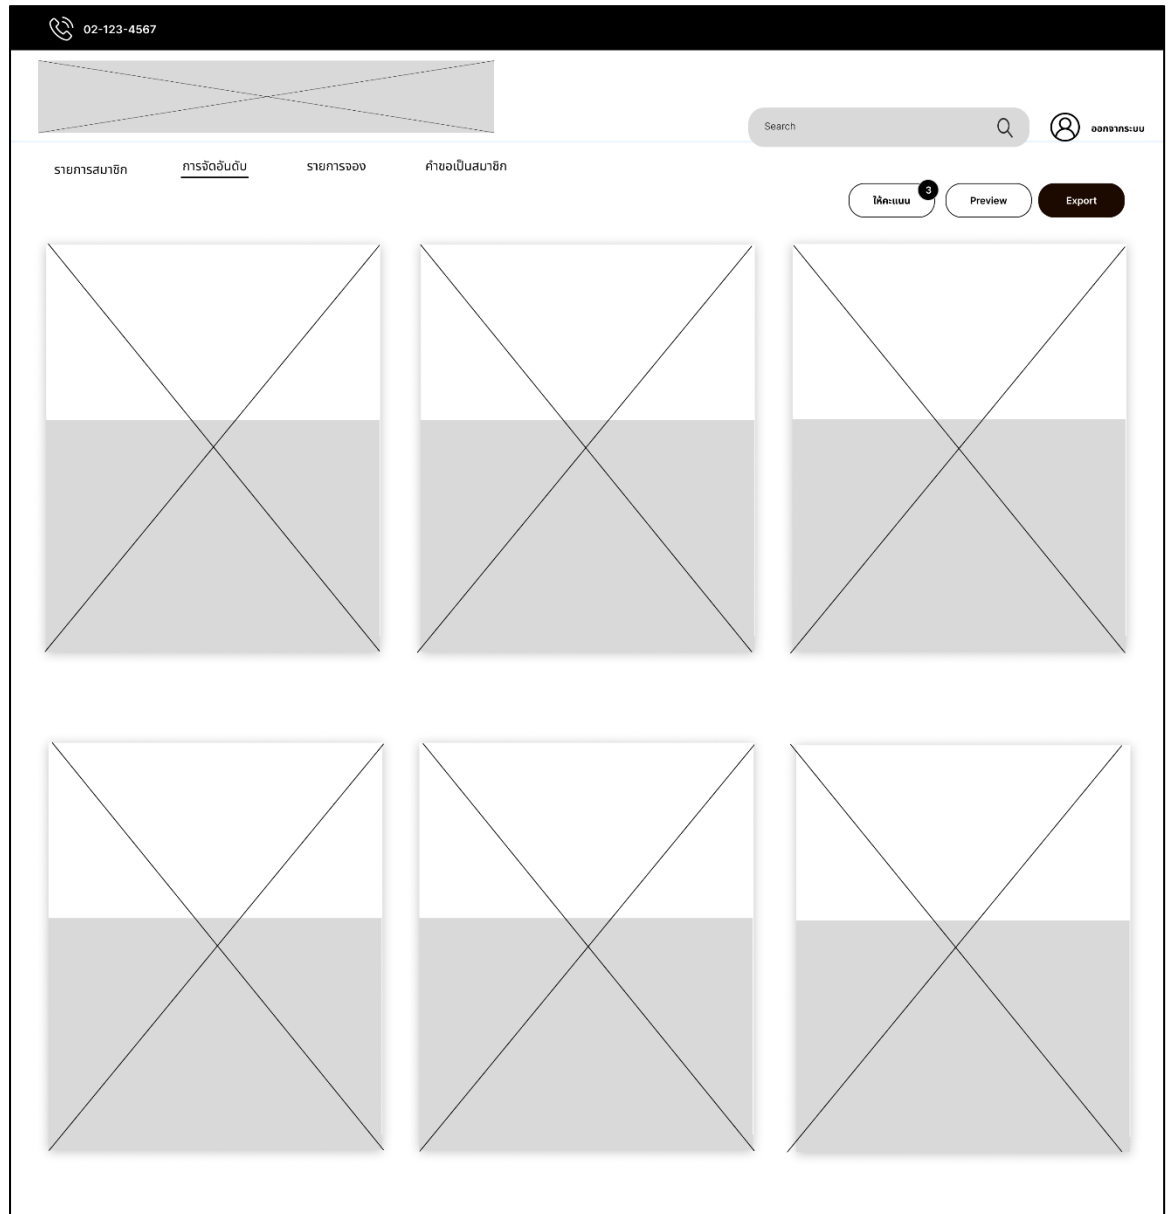 02-123-4567
Search
ออกจากระบบ
รายการสมาชิก
การจัดอันดับ
รายการจอง
คำขอเป็นสมาชิก
ให้คะแนน
3
Preview
Export